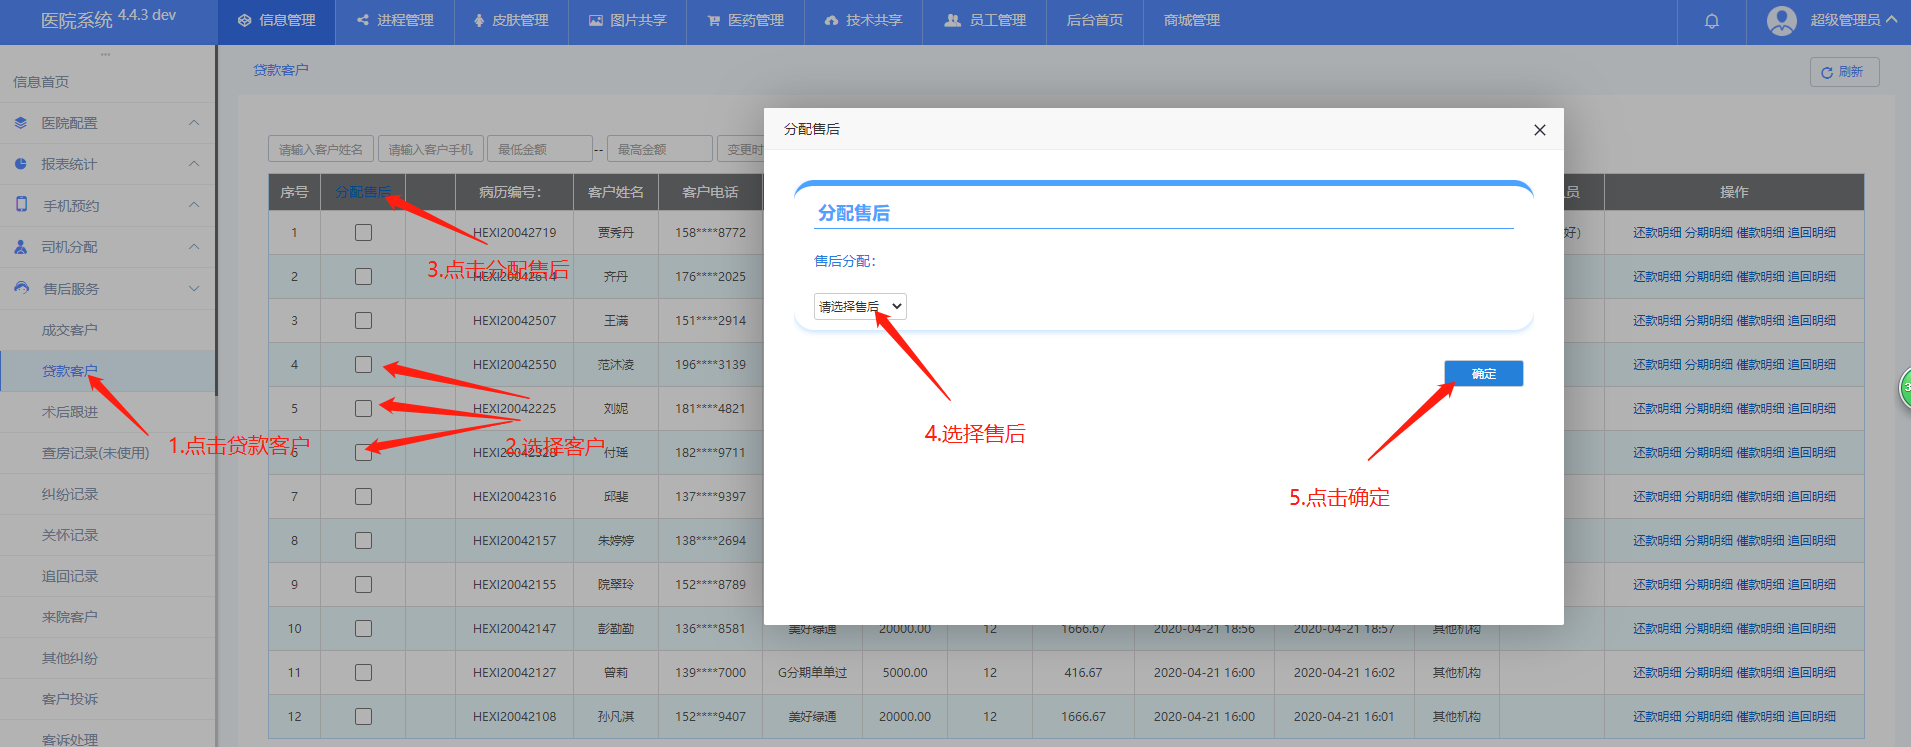 医院系统 4.4.3 dev
信息管理
进程管理
皮肤管理
图片共享
医药管理
技术共享
员工管理
后台首页
商城管理
超级管理员
信息首页
医院配置
报表统计
手机预约
司机分配
售后服务
成交客户
贷款客户
术后跟进
查房记录(未使用)
纠纷记录
关怀记录
追回记录
来院客户
其他纠纷
客户投诉
客诉处理
贷款客户
刷新
请输入客户姓名 请输入客户手机 最低金额 -- 最高金额 变更时
序号 分配售后 病历编号: 客户姓名 客户电话 员 操作
1 HEXI20042719 贾秀丹 158****8772 好) 还款明细 分期明细 催款明细 追回明细
2 HEXI20042614 齐丹 176****2025 还款明细 分期明细 催款明细 追回明细
3 HEXI20042507 王满 151****2914 还款明细 分期明细 催款明细 追回明细
4 HEXI20042550 范沐凌 196****3139 还款明细 分期明细 催款明细 追回明细
5 HEXI20042225 刘妮 181****4821 还款明细 分期明细 催款明细 追回明细
6 HEXI20042328 付瑶 182****9711 还款明细 分期明细 催款明细 追回明细
7 HEXI20042316 邱斐 137****9397 还款明细 分期明细 催款明细 追回明细
8 HEXI20042157 朱婷婷 138****2694 还款明细 分期明细 催款明细 追回明细
9 HEXI20042155 院翠玲 152****8789 还款明细 分期明细 催款明细 追回明细
10 HEXI20042147 彭勤勤 136****8581 美好绿通 20000.00 12 1666.67 2020-04-21 18:56 2020-04-21 18:57 其他机构 还款明细 分期明细 催款明细 追回明细
11 HEXI20042127 曾莉 139****7000 G分期单单过 5000.00 12 416.67 2020-04-21 16:00 2020-04-21 16:02 其他机构 还款明细 分期明细 催款明细 追回明细
12 HEXI20042108 孙凡淇 152****9407 美好绿通 20000.00 12 1666.67 2020-04-21 16:00 2020-04-21 16:01 其他机构 还款明细 分期明细 催款明细 追回明细
分配售后
分配售后
售后分配:
请选择售后
确定
1.点击贷款客户
2.选择客户
3.点击分配售后
4.选择售后
5.点击确定
3